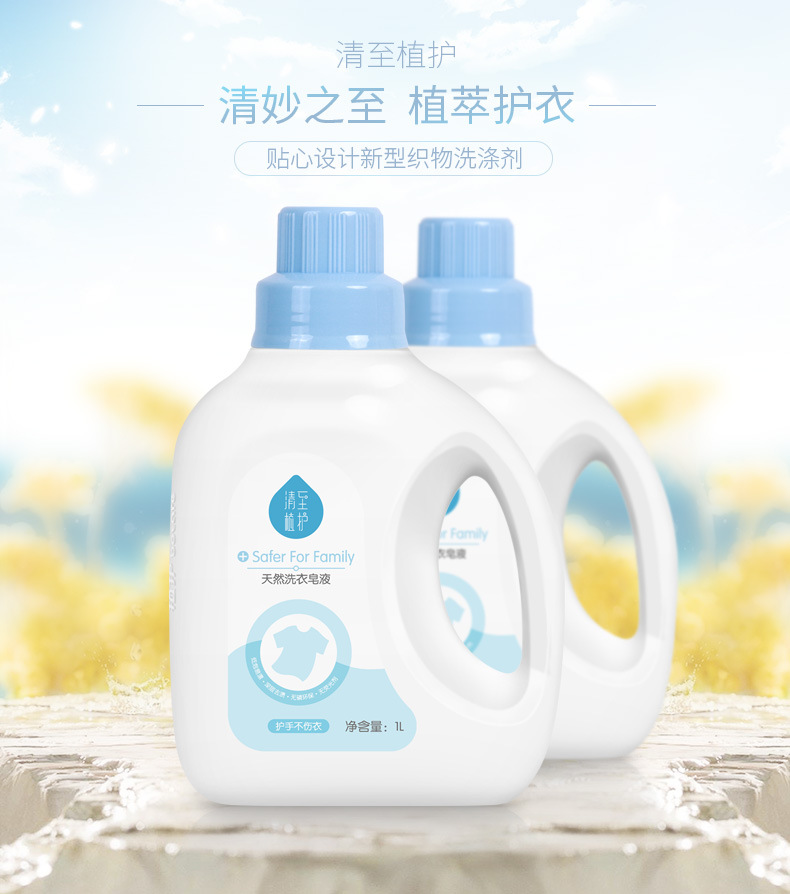 清至植护
清妙之至 植萃护衣
贴心设计新型织物洗涤剂
清至
植护
Safer For Family
天然洗衣皂液
护手不伤衣
净含量：1L
For Family
衣皂液